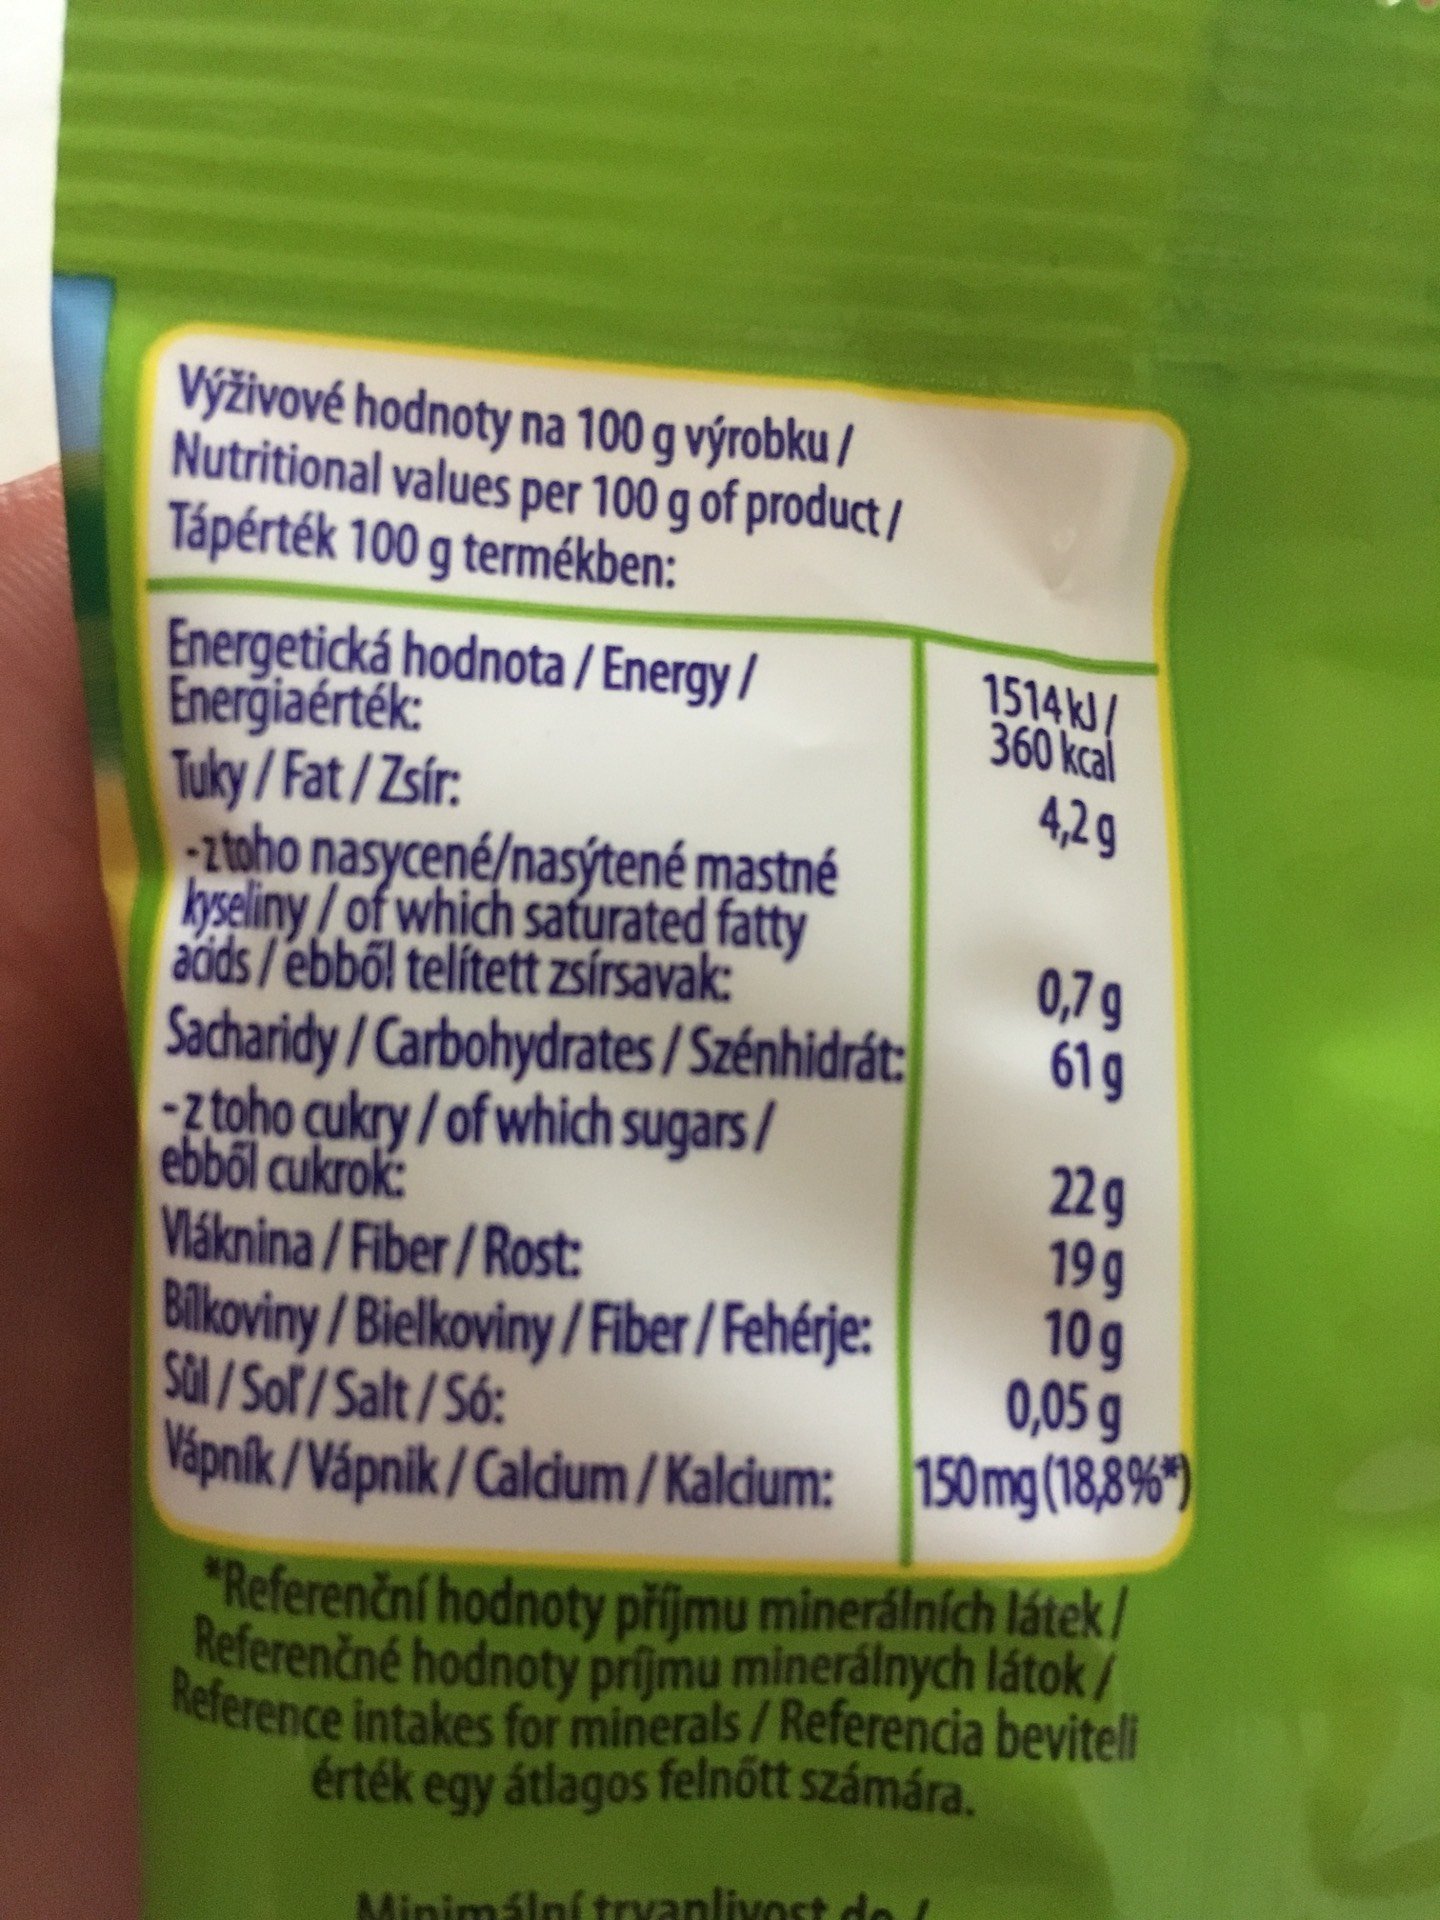 Výživové hodnoty na 100 g výrobku /
Nutritional values per 100 g of product /
Tápérték 100 g termékben:
Energetická hodnota / Energy /
Energiaérték:
1514 kJ /
360 kcal
Tuky / Fat / Zsír:
4,2 g
- z toho nasycené/nasýtené mastné
kyseliny / of which saturated fatty
acids / ebből telített zsírsavak:
0,7 g
Sacharidy / Carbohydrates / Szénhidrát:
61 g
- z toho cukry / of which sugars /
ebből cukrok:
22 g
Vláknina / Fiber / Rost:
19 g
Bílkoviny / Bielkoviny / Fiber / Fehérje:
10 g
Sůl / Soľ / Salt / Só:
0,05 g
Vápník / Vápnik / Calcium / Kalcium:
150 mg (18,8%*)
*Referenční hodnoty příjmu minerálních látek /
Referenčné hodnoty príjmu minerálnych látok /
Reference intakes for minerals / Referencia beviteli
érték egy átlagos felnőtt számára.
Minimální trvanlivost do /